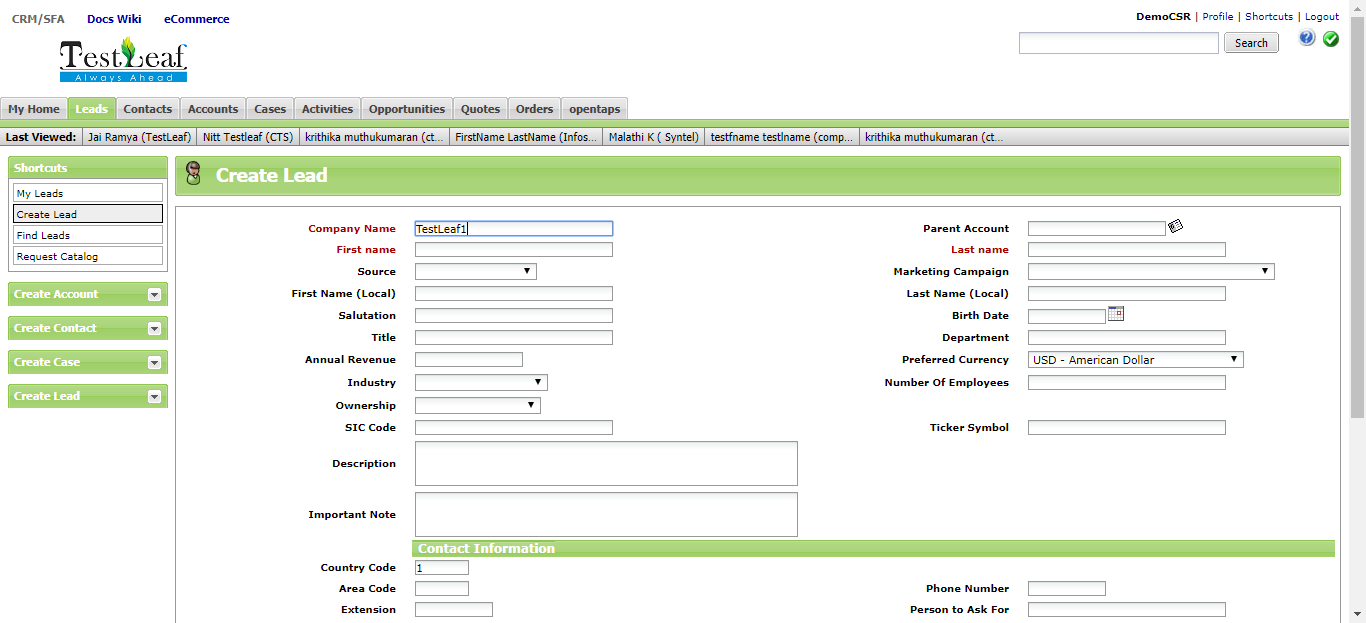 CRM/SFA Docs Wiki eCommerce
DemoCSR | Profile | Shortcuts | Logout
TestLeaf
Always Ahead
Search
My Home Leads Contacts Accounts Cases Activities Opportunities Quotes Orders opentaps
Last Viewed: Jai Ramya (TestLeaf) Nitt Testleaf (CTS) krithika muthukumaran (ct... FirstName LastName (Infos... Malathi K ( Syntel) testfname testlname (comp... krithika muthukumaran (ct...
Shortcuts
My Leads
Create Lead
Find Leads
Request Catalog
Create Account
Create Contact
Create Case
Create Lead
Create Lead
Company Name TestLeaf1 Parent Account
First name Last name
Source Marketing Campaign
First Name (Local) Last Name (Local)
Salutation Birth Date
Title Department
Annual Revenue Preferred Currency USD - American Dollar
Industry Number Of Employees
Ownership
SIC Code Ticker Symbol
Description
Important Note
Contact Information
Country Code 1
Area Code Phone Number
Extension Person to Ask For